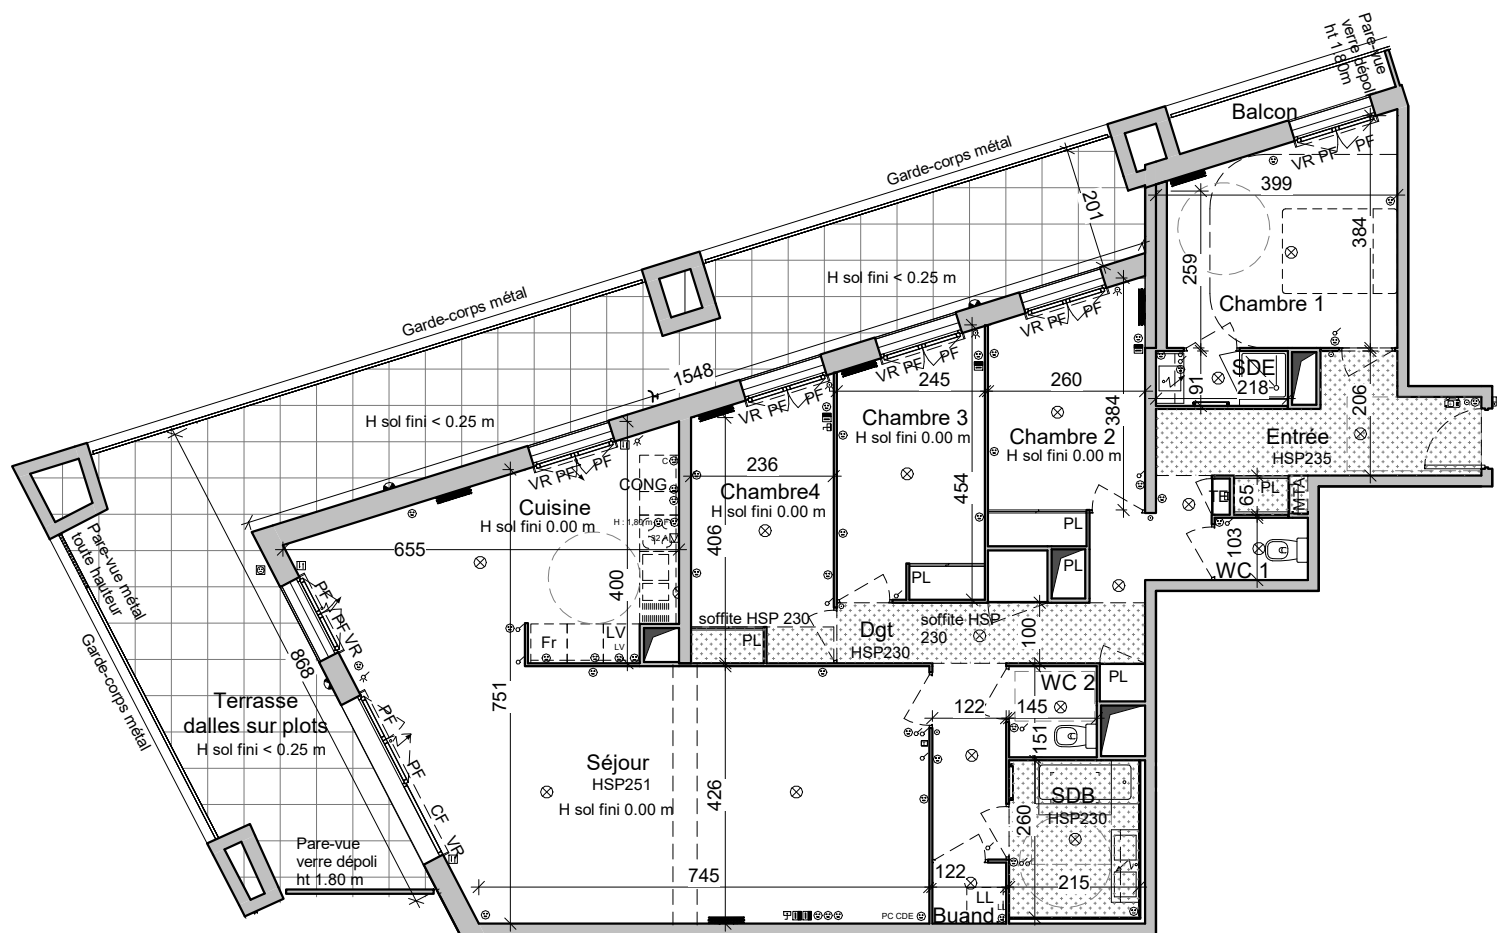 Pare-vue
verre dépoli
ht 1.80m
Balcon
VR PF PF
Garde-corps métal
399
201
384
259
Chambre 1
H sol fini < 0.25 m
Garde-corps métal
VR PF PF
VR PF PF
VR PF PF
VR PF PF
1548
H sol fini < 0.25 m
245
260
384
SDE
218
91
206
Chambre 3
H sol fini 0.00 m
Chambre 2
H sol fini 0.00 m
Entrée
HSP235
236
Chambre4
H sol fini 0.00 m
CONG
Cuisine
H sol fini 0.00 m
454
65
PL
MTA
406
655
400
PL
PL
PL
103
WC 1
Pare-vue métal
toute hauteur
PF
PF
VR
soffite HSP 230
soffite HSP
230
Dgt
HSP230
100
Fr
LV
LV
PL
Garde-corps métal
868
751
Terrasse
dalles sur plots
H sol fini < 0.25 m
PF
PF
CF
VR
122
145
WC 2
PL
151
Séjour
HSP251
H sol fini 0.00 m
426
SDB
HSP230
260
Pare-vue
verre dépoli
ht 1.80 m
745
122
215
LL
Buand.
PC CDE